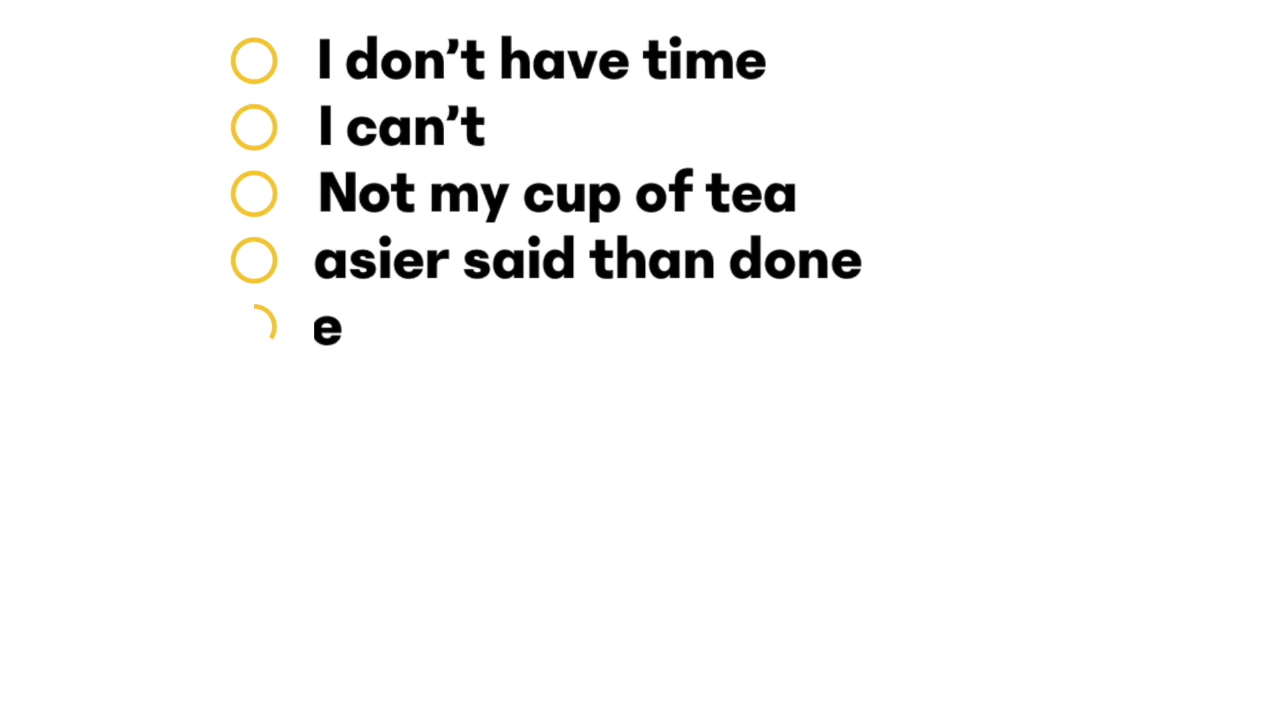 I don’t have time
I can’t
Not my cup of tea
asier said than done
e